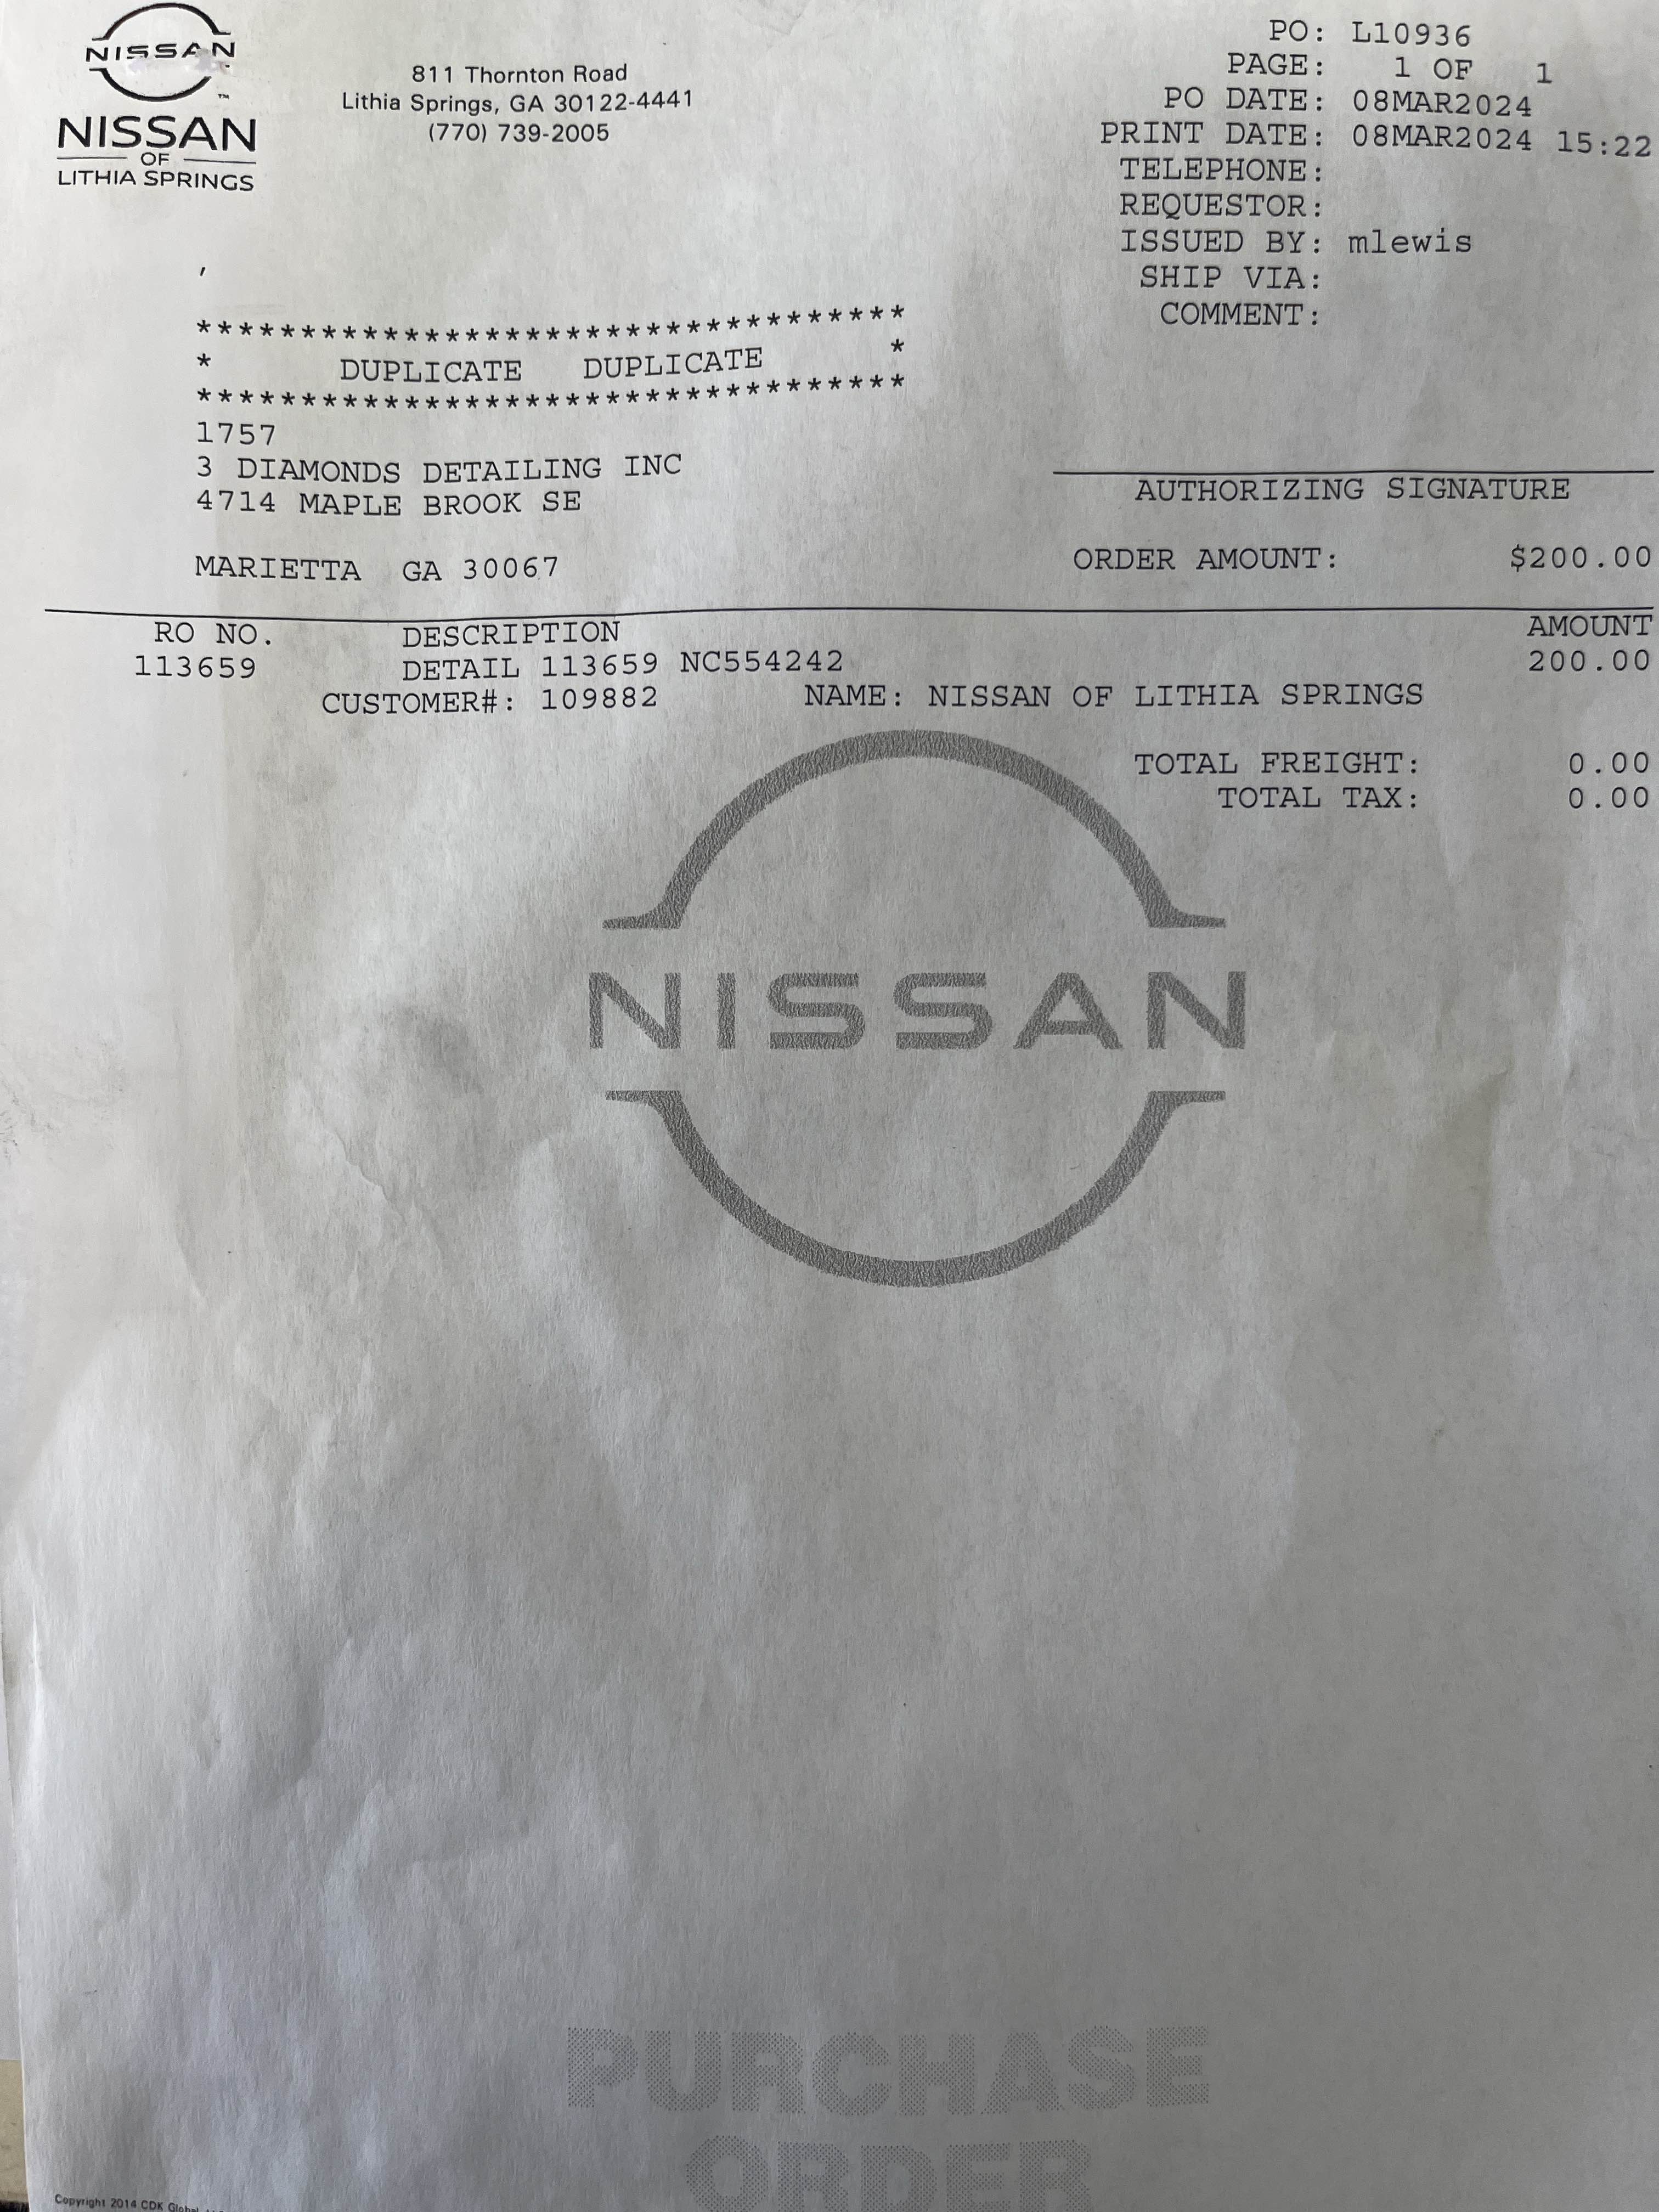 NISSAN
NISSAN
OF
LITHIA SPRINGS
811 Thornton Road
Lithia Springs, GA 30122-4441
(770) 739-2005
PO: L10936
PAGE: 1 OF 1
PO DATE: 08MAR2024
PRINT DATE: 08MAR2024 15:22
TELEPHONE:
REQUESTOR:
ISSUED BY: mlewis
SHIP VIA:
COMMENT:
,
***********************************
* DUPLICATE DUPLICATE *
***********************************
1757
3 DIAMONDS DETAILING INC
4714 MAPLE BROOK SE
MARIETTA GA 30067
AUTHORIZING SIGNATURE
ORDER AMOUNT: $200.00
RO NO. DESCRIPTION AMOUNT
113659 DETAIL 113659 NC554242 200.00
CUSTOMER#: 109882 NAME: NISSAN OF LITHIA SPRINGS
TOTAL FREIGHT: 0.00
TOTAL TAX: 0.00
NISSAN
PURCHASE
ORDER
Copyright 2014 CDK Global